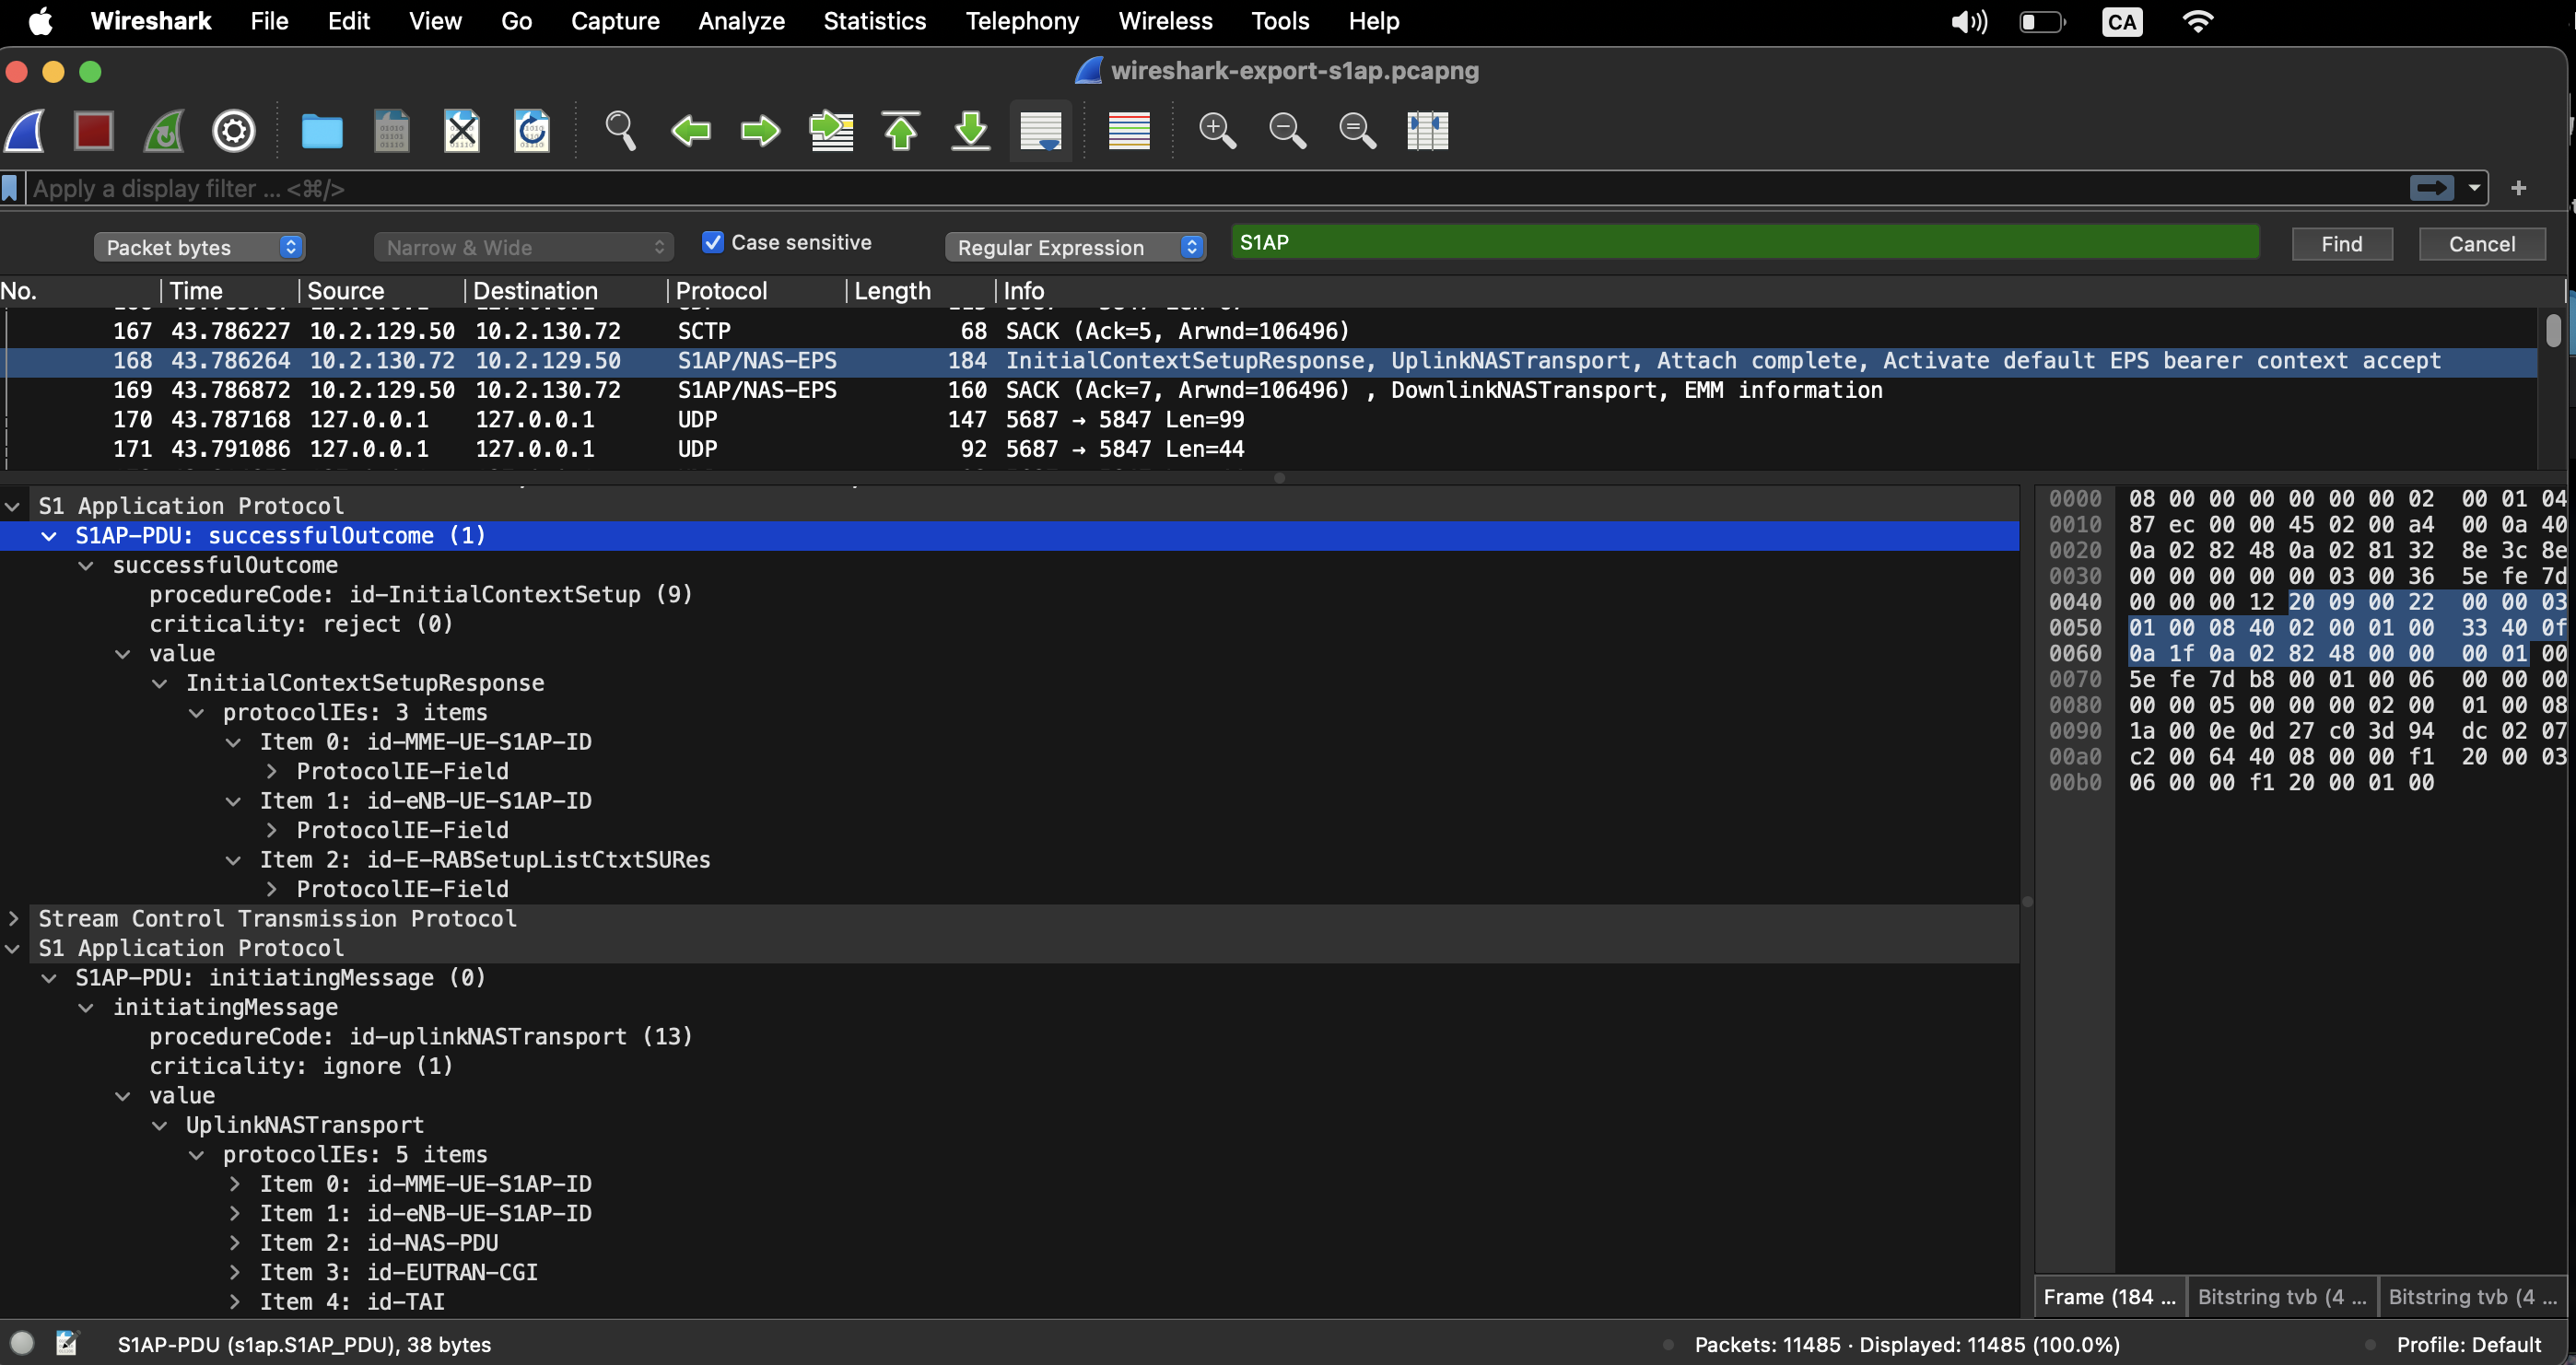 Wireshark File Edit View Go Capture Analyze Statistics Telephony Wireless Tools Help CA
wireshark-export-s1ap.pcapng
Apply a display filter ... <⌘/>
Packet bytes Narrow & Wide Case sensitive Regular Expression S1AP Find Cancel
No. Time Source Destination Protocol Length Info
167 43.786227 10.2.129.50 10.2.130.72 SCTP 68 SACK (Ack=5, Arwnd=106496)
168 43.786264 10.2.130.72 10.2.129.50 S1AP/NAS-EPS 184 InitialContextSetupResponse, UplinkNASTransport, Attach complete, Activate default EPS bearer context accept
169 43.786872 10.2.129.50 10.2.130.72 S1AP/NAS-EPS 160 SACK (Ack=7, Arwnd=106496) , DownlinkNASTransport, EMM information
170 43.787168 127.0.0.1 127.0.0.1 UDP 147 5687 → 5847 Len=99
171 43.791086 127.0.0.1 127.0.0.1 UDP 92 5687 → 5847 Len=44
S1 Application Protocol
S1AP-PDU: successfulOutcome (1)
successfulOutcome
procedureCode: id-InitialContextSetup (9)
criticality: reject (0)
value
InitialContextSetupResponse
protocolIEs: 3 items
Item 0: id-MME-UE-S1AP-ID
ProtocolIE-Field
Item 1: id-eNB-UE-S1AP-ID
ProtocolIE-Field
Item 2: id-E-RABSetupListCtxtSURes
ProtocolIE-Field
Stream Control Transmission Protocol
S1 Application Protocol
S1AP-PDU: initiatingMessage (0)
initiatingMessage
procedureCode: id-uplinkNASTransport (13)
criticality: ignore (1)
value
UplinkNASTransport
protocolIEs: 5 items
Item 0: id-MME-UE-S1AP-ID
Item 1: id-eNB-UE-S1AP-ID
Item 2: id-NAS-PDU
Item 3: id-EUTRAN-CGI
Item 4: id-TAI
0000 08 00 00 00 00 00 00 02 00 01 04
0010 87 ec 00 00 45 02 00 a4 00 0a 40
0020 0a 02 82 48 0a 02 81 32 8e 3c 8e
0030 00 00 00 00 00 03 00 36 5e fe 7d
0040 00 00 00 12 20 09 00 22 00 00 03
0050 01 00 08 40 02 00 01 00 33 40 0f
0060 0a 1f 0a 02 82 48 00 00 00 01 00
0070 5e fe 7d b8 00 01 00 06 00 00 00
0080 00 00 05 00 00 00 02 00 01 00 08
0090 1a 00 0e 0d 27 c0 3d 94 dc 02 07
00a0 c2 00 64 40 08 00 00 f1 20 00 03
00b0 06 00 00 f1 20 00 01 00
Frame (184 ... Bitstring tvb (4 ... Bitstring tvb (4 ...
S1AP-PDU (s1ap.S1AP_PDU), 38 bytes Packets: 11485 · Displayed: 11485 (100.0%) Profile: Default